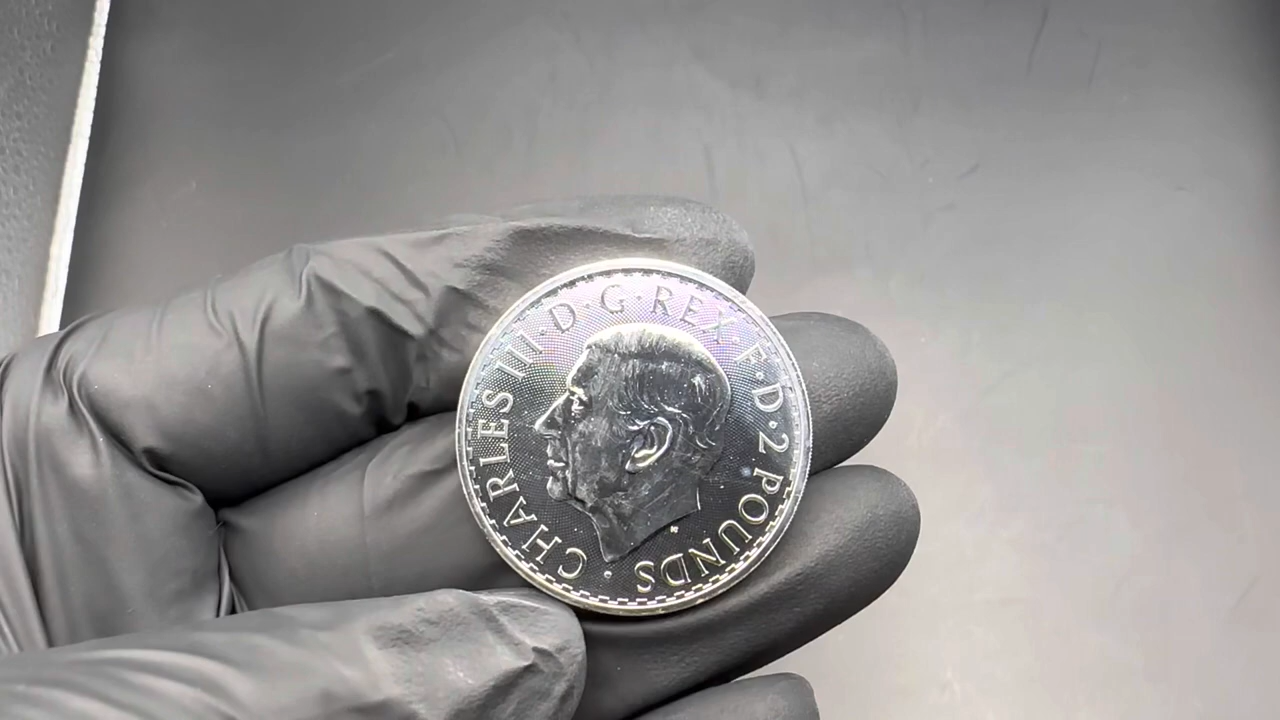 CHARLES III · D · G · REX · F · D · 2 POUNDS ·